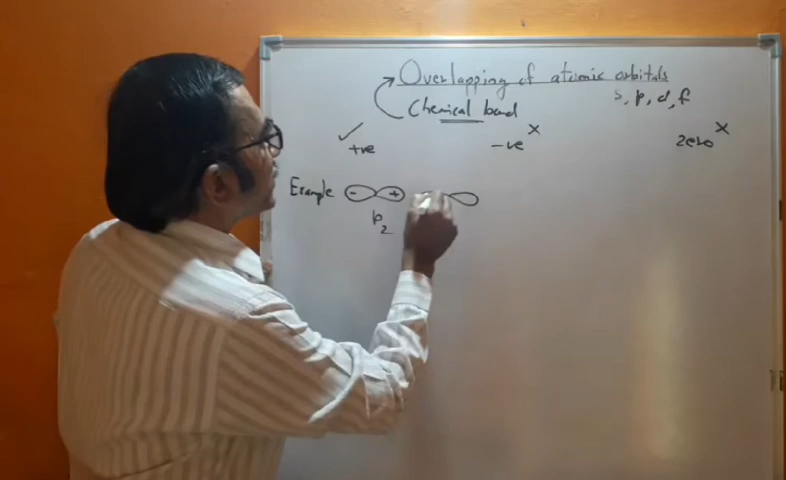 Overlapping of atomic orbitals
s, p, d, f
Chemical bond
✓ × ×
+ve -ve Zero
Example - +
p
z